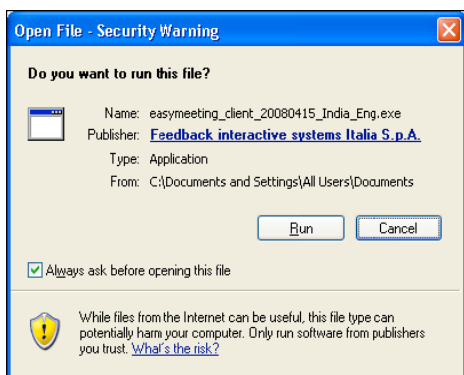 Open File - Security Warning
Do you want to run this file?
Name: easymeeting_client_20080415_India_Eng.exe
Publisher: Feedback interactive systems Italia S.p.A.
Type: Application
From: C:\Documents and Settings\All Users\Documents
Run Cancel
Always ask before opening this file
While files from the Internet can be useful, this file type can
potentially harm your computer. Only run software from publishers
you trust. What's the risk?